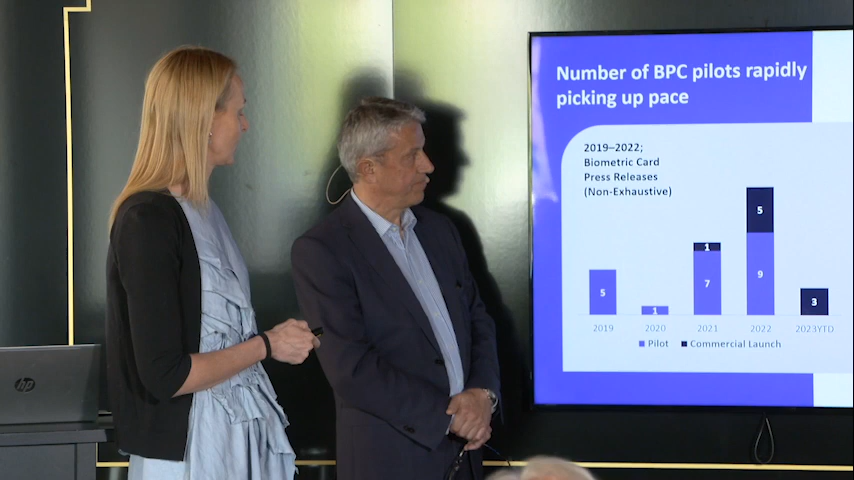 Number of BPC pilots rapidly
picking up pace
2019–2022;
Biometric Card
Press Releases
(Non-Exhaustive)
5
1
1
7
5
9
3
2019 2020 2021 2022 2023YTD
Pilot Commercial Launch
hp